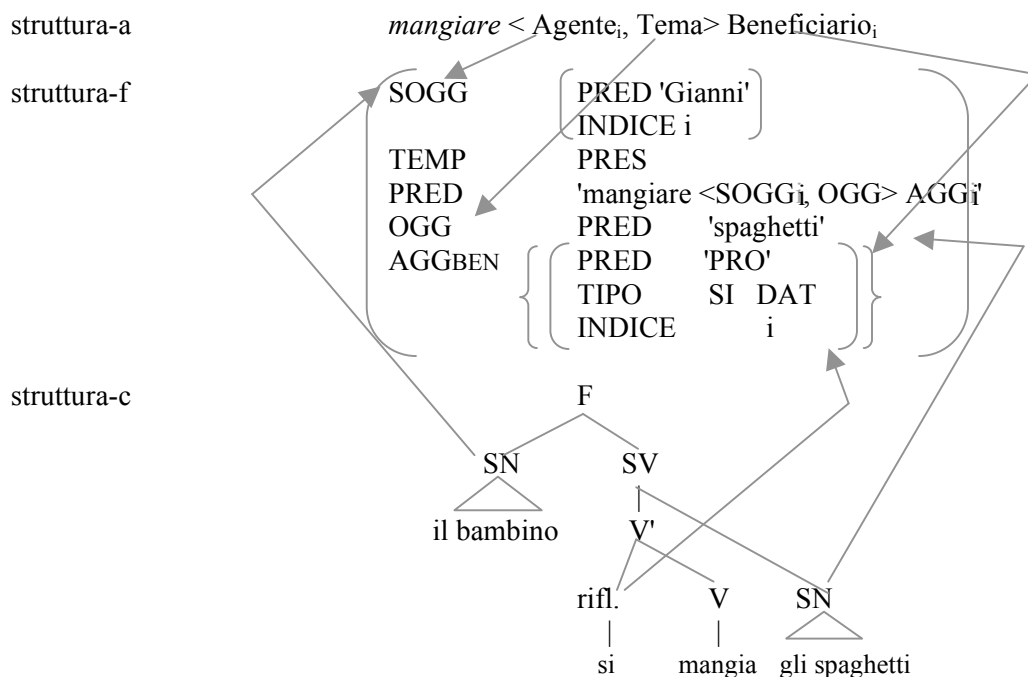 struttura-a mangiare < Agenteᵢ, Tema> Beneficiarioᵢ
struttura-f SOGG PRED 'Gianni'
INDICE i
TEMP PRES
PRED 'mangiare <SOGGi, OGG> AGGi'
OGG PRED 'spaghetti'
AGGBEN PRED 'PRO'
TIPO SI DAT
INDICE i
struttura-c F
SN SV
il bambino V'
rifl. V SN
si mangia gli spaghetti